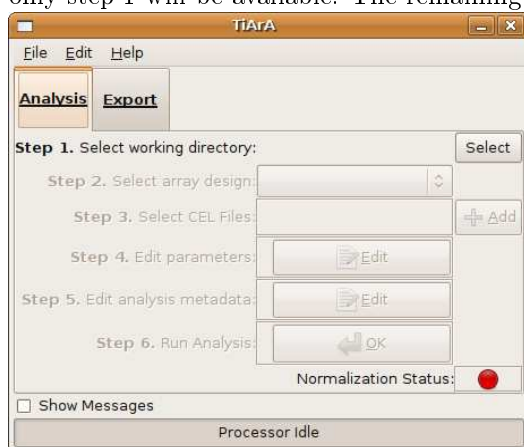 only step 1 will be available. The remaining
TiArA
File Edit Help
Analysis Export
Step 1. Select working directory: Select
Step 2. Select array design:
Step 3. Select CEL Files: Add
Step 4. Edit parameters: Edit
Step 5. Edit analysis metadata: Edit
Step 6. Run Analysis: OK
Normalization Status:
Show Messages
Processor Idle